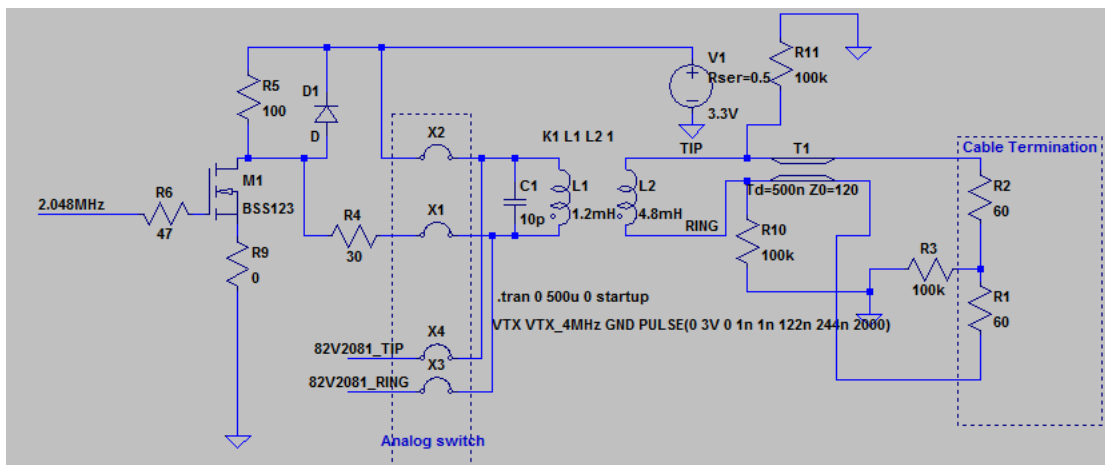 R5
100
D1
D
X2
K1 L1 L2 1
V1
Rser=0.5
3.3V
R11
100k
TIP
T1
Td=500n Z0=120
Cable Termination
R2
60
M1
BSS123
R6
47
2.048MHz
R9
0
R4
30
X1
C1
10p
L1
1.2mH
L2
4.8mH
RING
R10
100k
R3
100k
R1
60
.tran 0 500u 0 startup
VTX VTX_4MHz GND PULSE(0 3V 0 1n 1n 122n 244n 2000)
82V2081_TIP
X4
82V2081_RING
X3
Analog switch